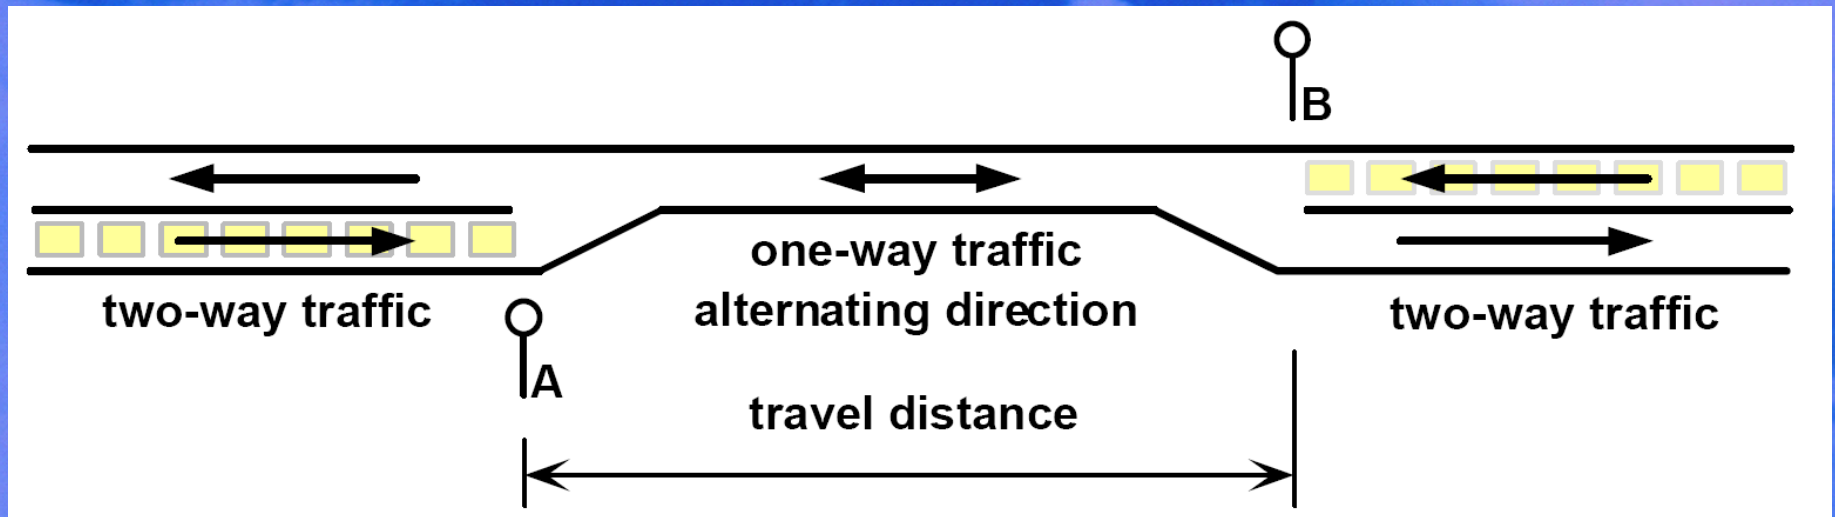 B
one-way traffic
alternating direction
two-way traffic
two-way traffic
A
travel distance